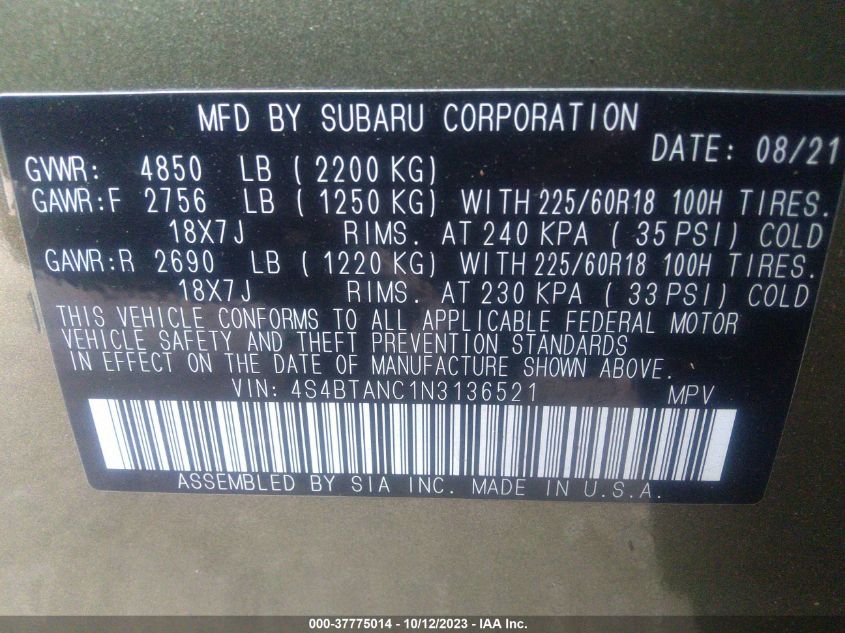 MFD BY SUBARU CORPORATION
DATE: 08/21
GVWR: 4850 LB ( 2200 KG)
GAWR:F 2756 LB ( 1250 KG) WITH 225/60R18 100H TIRES.
18X7J RIMS. AT 240 KPA ( 35 PSI) COLD
GAWR:R 2690 LB ( 1220 KG) WITH 225/60R18 100H TIRES.
18X7J RIMS. AT 230 KPA ( 33 PSI) COLD
THIS VEHICLE CONFORMS TO ALL APPLICABLE FEDERAL MOTOR
VEHICLE SAFETY AND THEFT PREVENTION STANDARDS
IN EFFECT ON THE DATE OF MANUFACTURE SHOWN ABOVE.
VIN: 4S4BTANC1N3136521 MPV
ASSEMBLED BY SIA INC. MADE IN U.S.A.
000-37775014 - 10/12/2023 - IAA Inc.